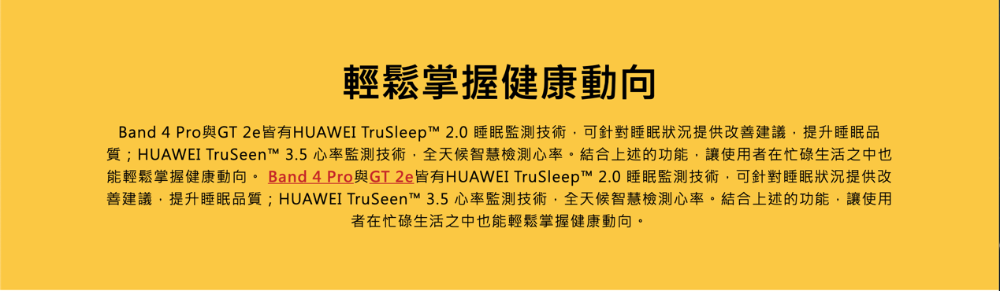 輕鬆掌握健康動向
Band 4 Pro與GT 2e皆有HUAWEI TruSleep™ 2.0 睡眠監測技術，可針對睡眠狀況提供改善建議，提升睡眠品
質；HUAWEI TruSeen™ 3.5 心率監測技術，全天候智慧檢測心率。結合上述的功能，讓使用者在忙碌生活之中也
能輕鬆掌握健康動向。 Band 4 Pro與GT 2e皆有HUAWEI TruSleep™ 2.0 睡眠監測技術，可針對睡眠狀況提供改
善建議，提升睡眠品質；HUAWEI TruSeen™ 3.5 心率監測技術，全天候智慧檢測心率。結合上述的功能，讓使用
者在忙碌生活之中也能輕鬆掌握健康動向。